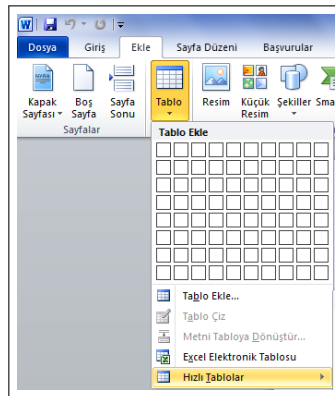 Dosya Giriş Ekle Sayfa Düzeni Başvurular
Kapak Sayfası Boş Sayfa Sayfa Sonu Tablo Resim Küçük Resim Şekiller Sma
Sayfalar
Tablo Ekle
Tablo Ekle...
Tablo Çiz
Metni Tabloya Dönüştür...
Excel Elektronik Tablosu
Hızlı Tablolar